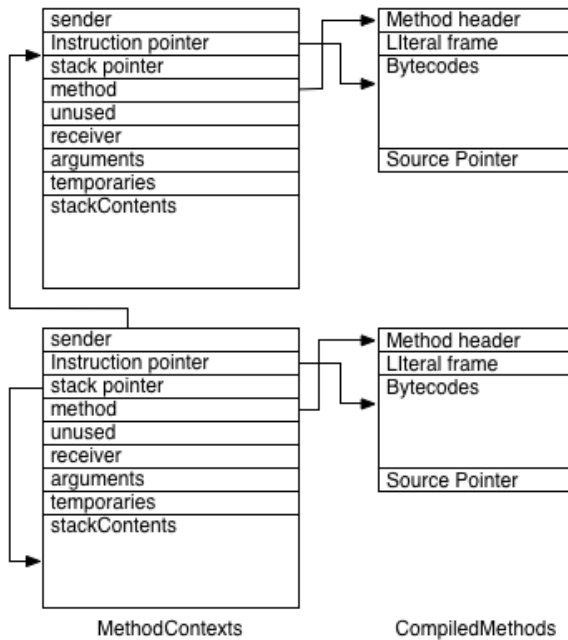 sender
Instruction pointer
stack pointer
method
unused
receiver
arguments
temporaries
stackContents
Method header
LIteral frame
Bytecodes
Source Pointer
sender
Instruction pointer
stack pointer
method
unused
receiver
arguments
temporaries
stackContents
Method header
LIteral frame
Bytecodes
Source Pointer
MethodContexts
CompiledMethods